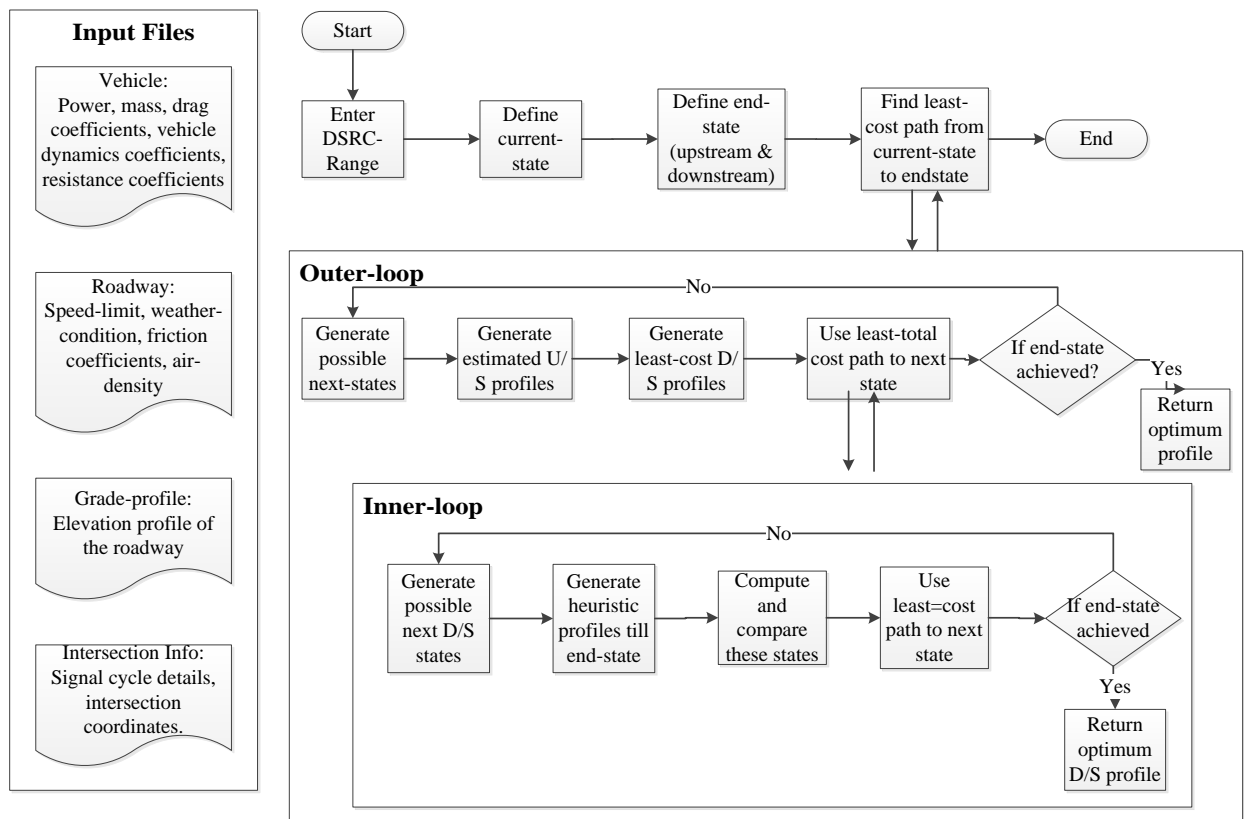 Input Files
Vehicle:
Power, mass, drag
coefficients, vehicle
dynamics coefficients,
resistance coefficients
Roadway:
Speed-limit, weather-
condition, friction
coefficients, air-
density
Grade-profile:
Elevation profile of
the roadway
Intersection Info:
Signal cycle details,
intersection
coordinates.
Start
Enter
DSRC-
Range
Define
current-
state
Define end-
state
(upstream &
downstream)
Find least-
cost path from
current-state
to endstate
End
Outer-loop
No
Generate
possible
next-states
Generate
estimated U/
S profiles
Generate
least-cost D/
S profiles
Use least-total
cost path to next
state
If end-state
achieved?
Yes
Return
optimum
profile
Inner-loop
No
Generate
possible
next D/S
states
Generate
heuristic
profiles till
end-state
Compute
and
compare
these states
Use
least=cost
path to next
state
If end-state
achieved
Yes
Return
optimum
D/S profile